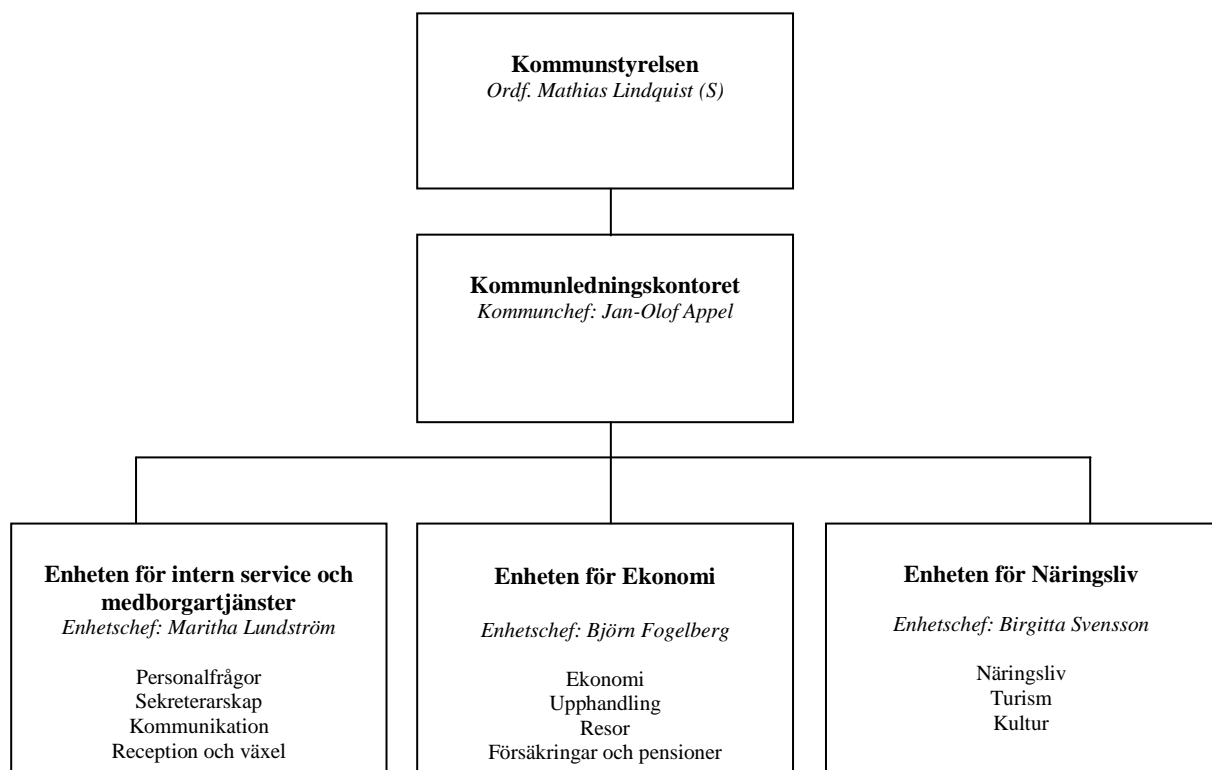 Kommunstyrelsen
Ordf. Mathias Lindquist (S)
Kommunledningskontoret
Kommunchef: Jan-Olof Appel
Enheten för intern service och
medborgartjänster
Enhetschef: Maritha Lundström
Personalfrågor
Sekreterarskap
Kommunikation
Reception och växel
Enheten för Ekonomi
Enhetschef: Björn Fogelberg
Ekonomi
Upphandling
Resor
Försäkringar och pensioner
Enheten för Näringsliv
Enhetschef: Birgitta Svensson
Näringsliv
Turism
Kultur